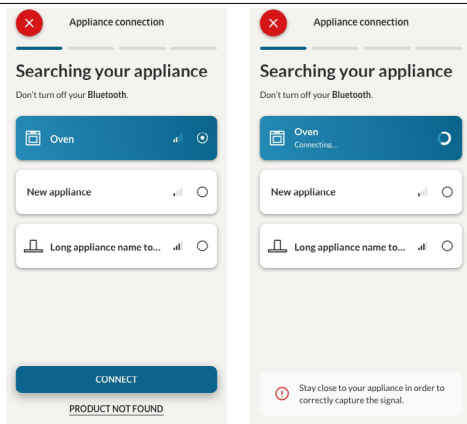 Appliance connection
Searching your appliance
Don't turn off your Bluetooth.
Oven
New appliance
Long appliance name to...
CONNECT
PRODUCT NOT FOUND
Appliance connection
Searching your appliance
Don't turn off your Bluetooth.
Oven
Connecting...
New appliance
Long appliance name to...
Stay close to your appliance in order to
correctly capture the signal.